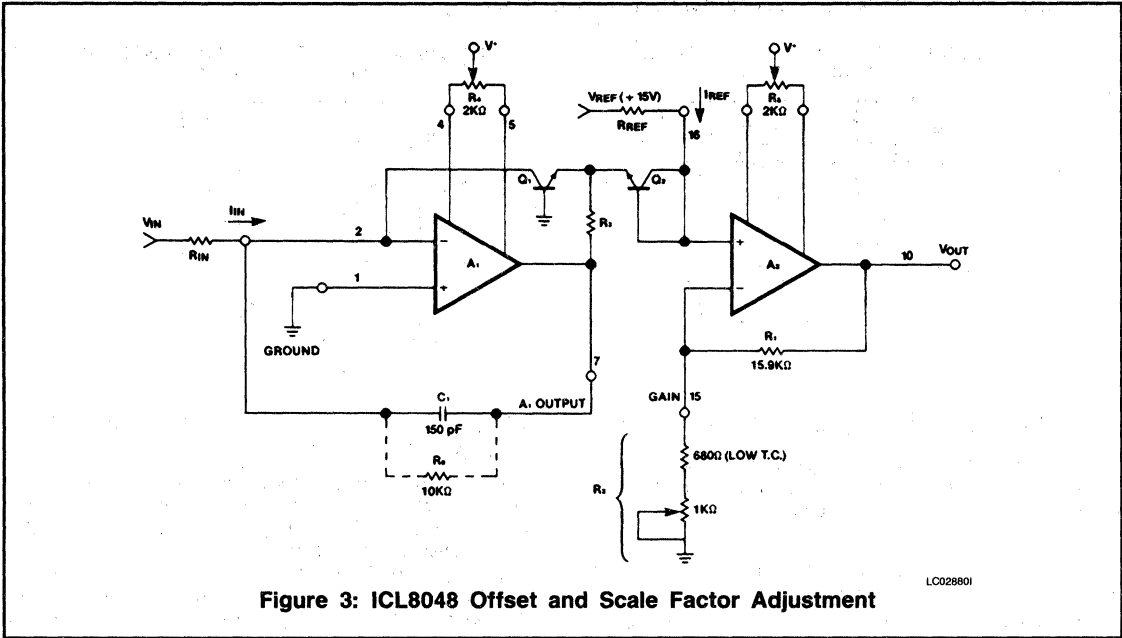 V+
R4
2KΩ
4
5
VREF (+ 15V)
RREF
IREF
16
V+
R5
2KΩ
Q1
Q2
R3
VIN
IIN
RIN
2
1
A1
GROUND
A2
10
VOUT
R1
15.9KΩ
7
C1
150 pF
A1 OUTPUT
GAIN
15
10KΩ
R2
680Ω (LOW T.C.)
1KΩ
LC02880I
Figure 3: ICL8048 Offset and Scale Factor Adjustment